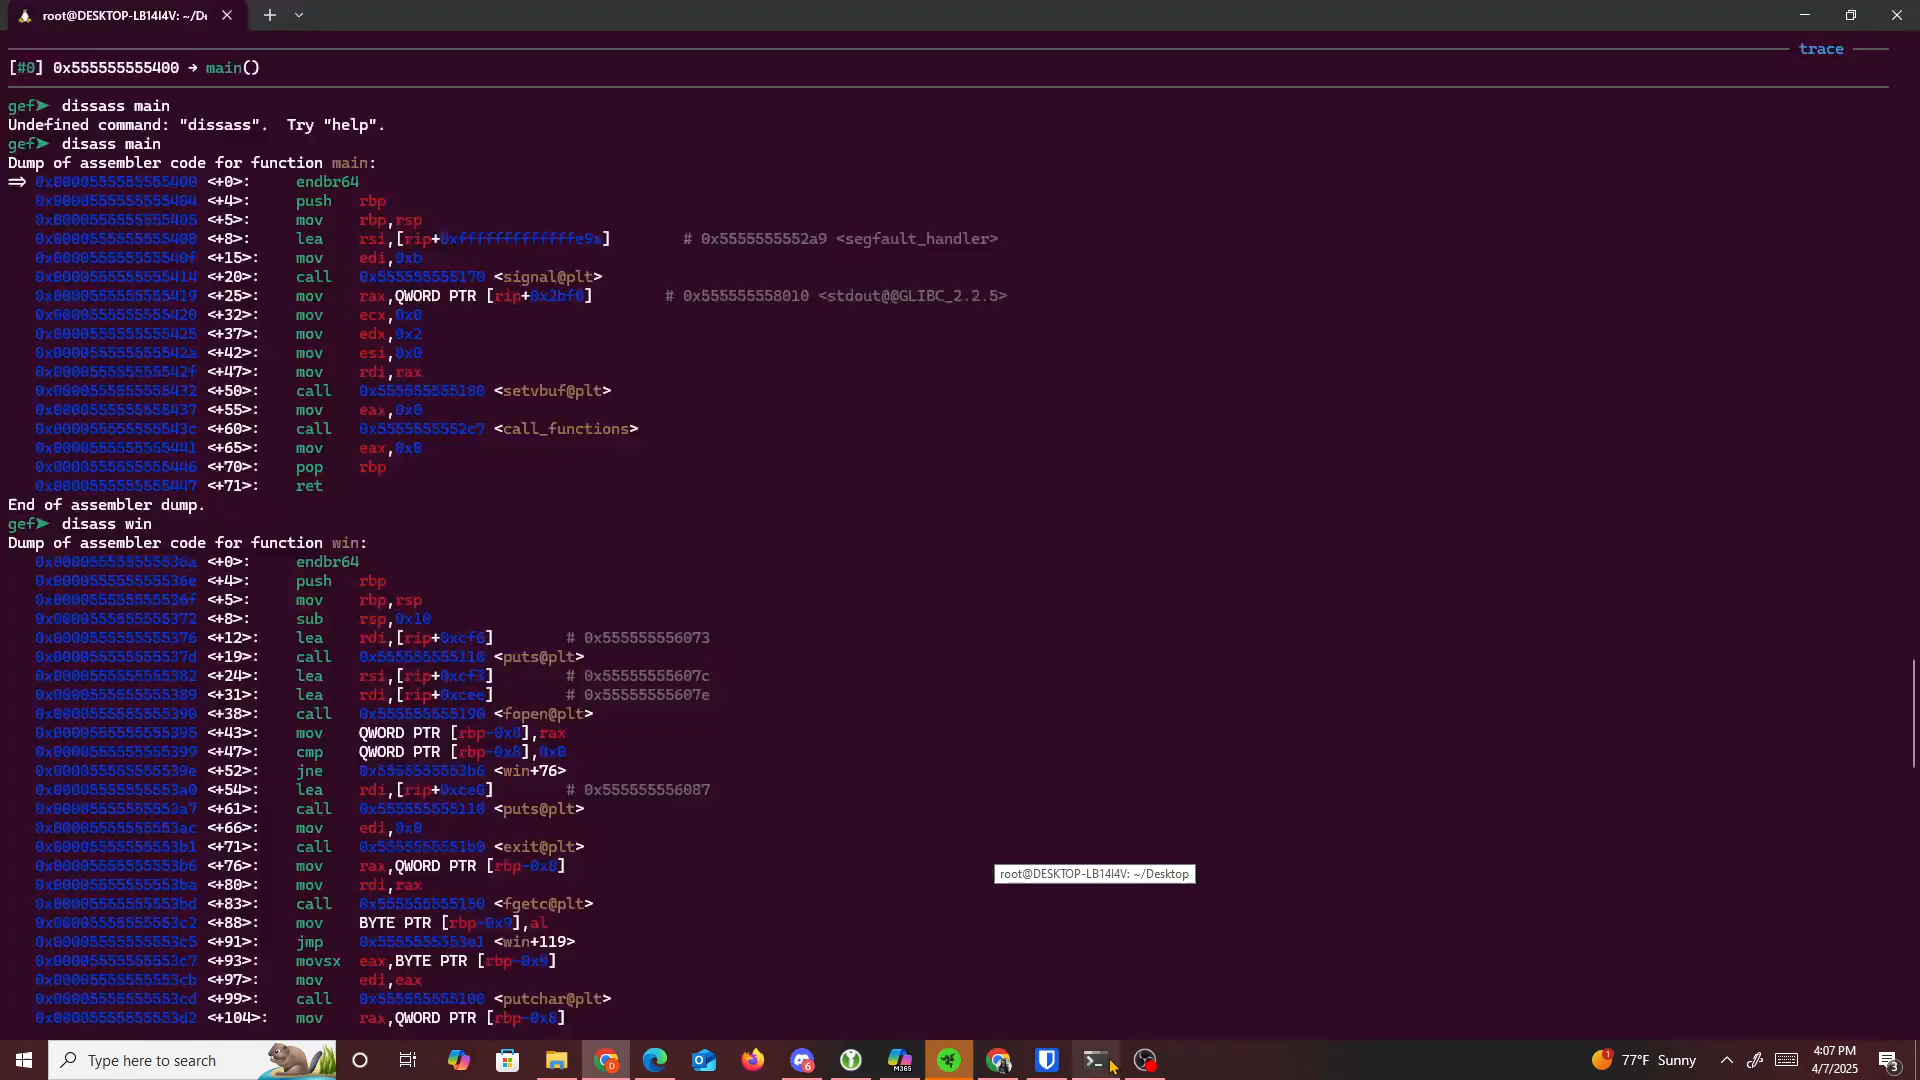 root@DESKTOP-LB14I4V: ~/De
trace
[#0] 0x555555555400 → main()
gef➤ dissass main
Undefined command: "dissass".  Try "help".
gef➤ disass main
Dump of assembler code for function main:
=> 0x0000555555555400 <+0>: endbr64
0x0000555555555404 <+4>: push rbp
0x0000555555555405 <+5>: mov rbp,rsp
0x0000555555555408 <+8>: lea rsi,[rip+0xfffffffffffffe9a] # 0x5555555552a9 <segfault_handler>
0x000055555555540f <+15>: mov edi,0xb
0x0000555555555414 <+20>: call 0x555555555170 <signal@plt>
0x0000555555555419 <+25>: mov rax,QWORD PTR [rip+0x2bf0] # 0x555555558010 <stdout@@GLIBC_2.2.5>
0x0000555555555420 <+32>: mov ecx,0x0
0x0000555555555425 <+37>: mov edx,0x2
0x000055555555542a <+42>: mov esi,0x0
0x000055555555542f <+47>: mov rdi,rax
0x0000555555555432 <+50>: call 0x555555555180 <setvbuf@plt>
0x0000555555555437 <+55>: mov eax,0x0
0x000055555555543c <+60>: call 0x5555555552c7 <call_functions>
0x0000555555555441 <+65>: mov eax,0x0
0x0000555555555446 <+70>: pop rbp
0x0000555555555447 <+71>: ret
End of assembler dump.
gef➤ disass win
Dump of assembler code for function win:
0x000055555555536a <+0>: endbr64
0x000055555555536e <+4>: push rbp
0x000055555555536f <+5>: mov rbp,rsp
0x0000555555555372 <+8>: sub rsp,0x10
0x0000555555555376 <+12>: lea rdi,[rip+0xcf6] # 0x555555556073
0x000055555555537d <+19>: call 0x555555555110 <puts@plt>
0x0000555555555382 <+24>: lea rsi,[rip+0xcf3] # 0x55555555607c
0x0000555555555389 <+31>: lea rdi,[rip+0xcee] # 0x55555555607e
0x0000555555555390 <+38>: call 0x555555555190 <fopen@plt>
0x0000555555555395 <+43>: mov QWORD PTR [rbp-0x8],rax
0x0000555555555399 <+47>: cmp QWORD PTR [rbp-0x8],0x0
0x000055555555539e <+52>: jne 0x5555555553b6 <win+76>
0x00005555555553a0 <+54>: lea rdi,[rip+0xce0] # 0x555555556087
0x00005555555553a7 <+61>: call 0x555555555110 <puts@plt>
0x00005555555553ac <+66>: mov edi,0x0
0x00005555555553b1 <+71>: call 0x5555555551b0 <exit@plt>
0x00005555555553b6 <+76>: mov rax,QWORD PTR [rbp-0x8]
0x00005555555553ba <+80>: mov rdi,rax
0x00005555555553bd <+83>: call 0x555555555150 <fgetc@plt>
0x00005555555553c2 <+88>: mov BYTE PTR [rbp-0x9],al
0x00005555555553c5 <+91>: jmp 0x5555555553e1 <win+119>
0x00005555555553c7 <+93>: movsx eax,BYTE PTR [rbp-0x9]
0x00005555555553cb <+97>: mov edi,eax
0x00005555555553cd <+99>: call 0x555555555100 <putchar@plt>
0x00005555555553d2 <+104>: mov rax,QWORD PTR [rbp-0x8]
root@DESKTOP-LB14I4V: ~/Desktop
Type here to search
M365
77°F Sunny
4:07 PM
4/7/2025